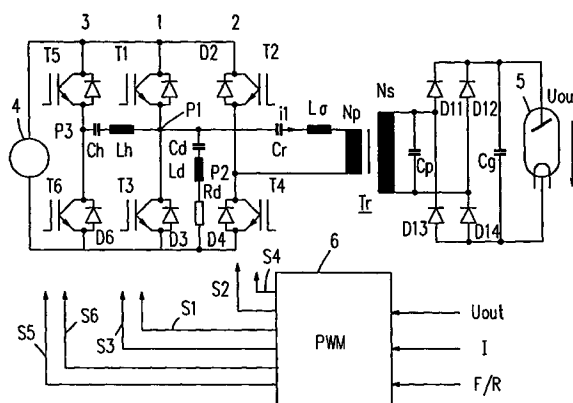 3 1 2
T5 T1 D2 T2 Ns D11 D12 Uou
4 P1 i1 Lσ Np 5
P3 Ch Lh Cd Cr Cp Cg
Ld P2
Rd Tr
T6 T3 T4 D13 D14
D6 D3 D4
6
S4
S2
S1
S6 S3
S5
PWM
Uout
I
F/R